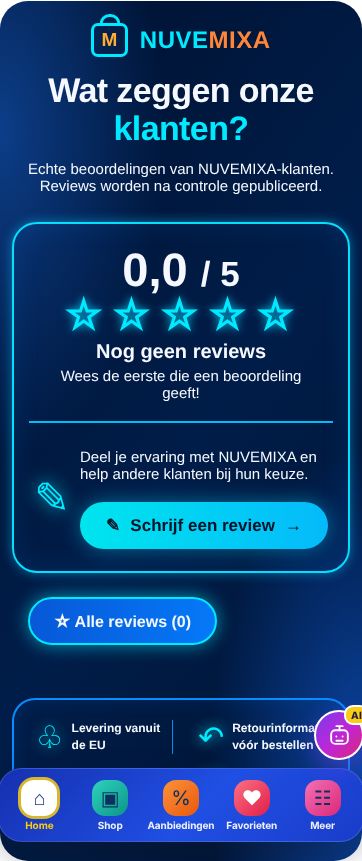 M NUVEMIXA
Wat zeggen onze
klanten?
Echte beoordelingen van NUVEMIXA-klanten.
Reviews worden na controle gepubliceerd.
0,0 / 5
Nog geen reviews
Wees de eerste die een beoordeling
geeft!
Deel je ervaring met NUVEMIXA en
help andere klanten bij hun keuze.
✎ Schrijf een review →
☆ Alle reviews (0)
Levering vanuit
de EU
Retourinforma
vóór bestellen
AI
%
Home
Shop
Aanbiedingen
Favorieten
Meer